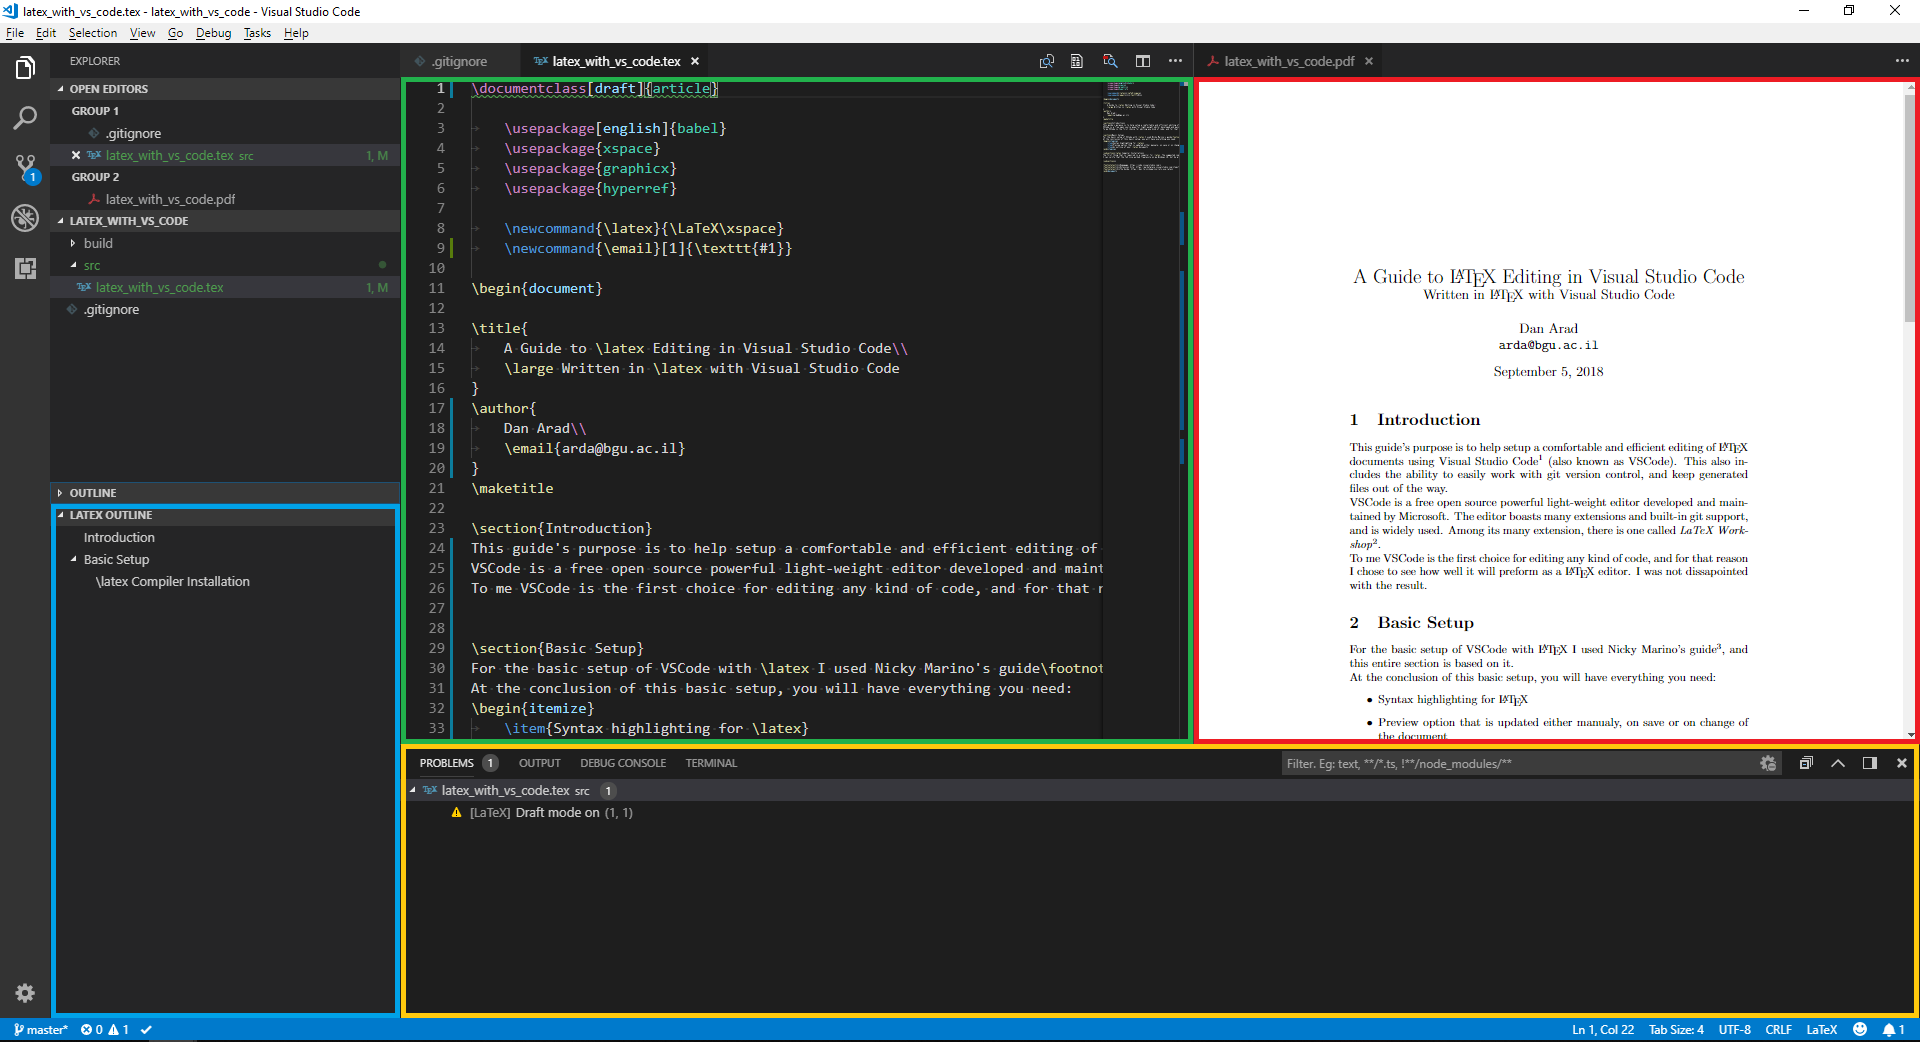 latex_with_vs_code.tex - latex_with_vs_code - Visual Studio Code
File Edit Selection View Go Debug Tasks Help
EXPLORER
OPEN EDITORS
GROUP 1
.gitignore
latex_with_vs_code.tex src 1, M
GROUP 2
latex_with_vs_code.pdf
LATEX_WITH_VS_CODE
build
src
TEX latex_with_vs_code.tex 1, M
.gitignore
OUTLINE
LATEX OUTLINE
Introduction
Basic Setup
\latex Compiler Installation
1
.gitignore
TEX latex_with_vs_code.tex
1 \documentclass[draft]{article}
2
3 \usepackage[english]{babel}
4 \usepackage{xspace}
5 \usepackage{graphicx}
6 \usepackage{hyperref}
7
8 \newcommand{\latex}{\LaTeX\xspace}
9 \newcommand{\email}[1]{\texttt{#1}}
10
11 \begin{document}
12
13 \title{
14 A Guide to \latex Editing in Visual Studio Code\\
15 \large Written in \latex with Visual Studio Code
16 }
17 \author{
18 Dan Arad\\
19 \email{arda@bgu.ac.il}
20 }
21 \maketitle
22
23 \section{Introduction}
24 This guide's purpose is to help setup a comfortable and efficient editing of
25 VSCode is a free open source powerful light-weight editor developed and maint
26 To me VSCode is the first choice for editing any kind of code, and for that r
27
28
29 \section{Basic Setup}
30 For the basic setup of VSCode with \latex I used Nicky Marino's guide\footnot
31 At the conclusion of this basic setup, you will have everything you need:
32 \begin{itemize}
33 \item{Syntax highlighting for \latex}
latex_with_vs_code.pdf
A Guide to LATEX Editing in Visual Studio Code
Written in LATEX with Visual Studio Code
Dan Arad
arda@bgu.ac.il
September 5, 2018
1 Introduction
This guide's purpose is to help setup a comfortable and efficient editing of LATEX
documents using Visual Studio Code1 (also known as VSCode). This also in-
cludes the ability to easily work with git version control, and keep generated
files out of the way.
VSCode is a free open source powerful light-weight editor developed and main-
tained by Microsoft. The editor boasts many extensions and built-in git support,
and is widely used. Among its many extension, there is one called LaTeX Work-
shop2.
To me VSCode is the first choice for editing any kind of code, and for that reason
I chose to see how well it will preform as a LATEX editor. I was not dissapointed
with the result.
2 Basic Setup
For the basic setup of VSCode with LATEX I used Nicky Marino's guide3, and
this entire section is based on it.
At the conclusion of this basic setup, you will have everything you need:
• Syntax highlighting for LATEX
• Preview option that is updated either manualy, on save or on change of
the document
PROBLEMS 1 OUTPUT DEBUG CONSOLE TERMINAL
Filter. Eg: text, **/*.ts, !**/node_modules/**
TEX latex_with_vs_code.tex src 1
[LaTeX] Draft mode on (1, 1)
master* 0 1
Ln 1, Col 22 Tab Size: 4 UTF-8 CRLF LaTeX 1